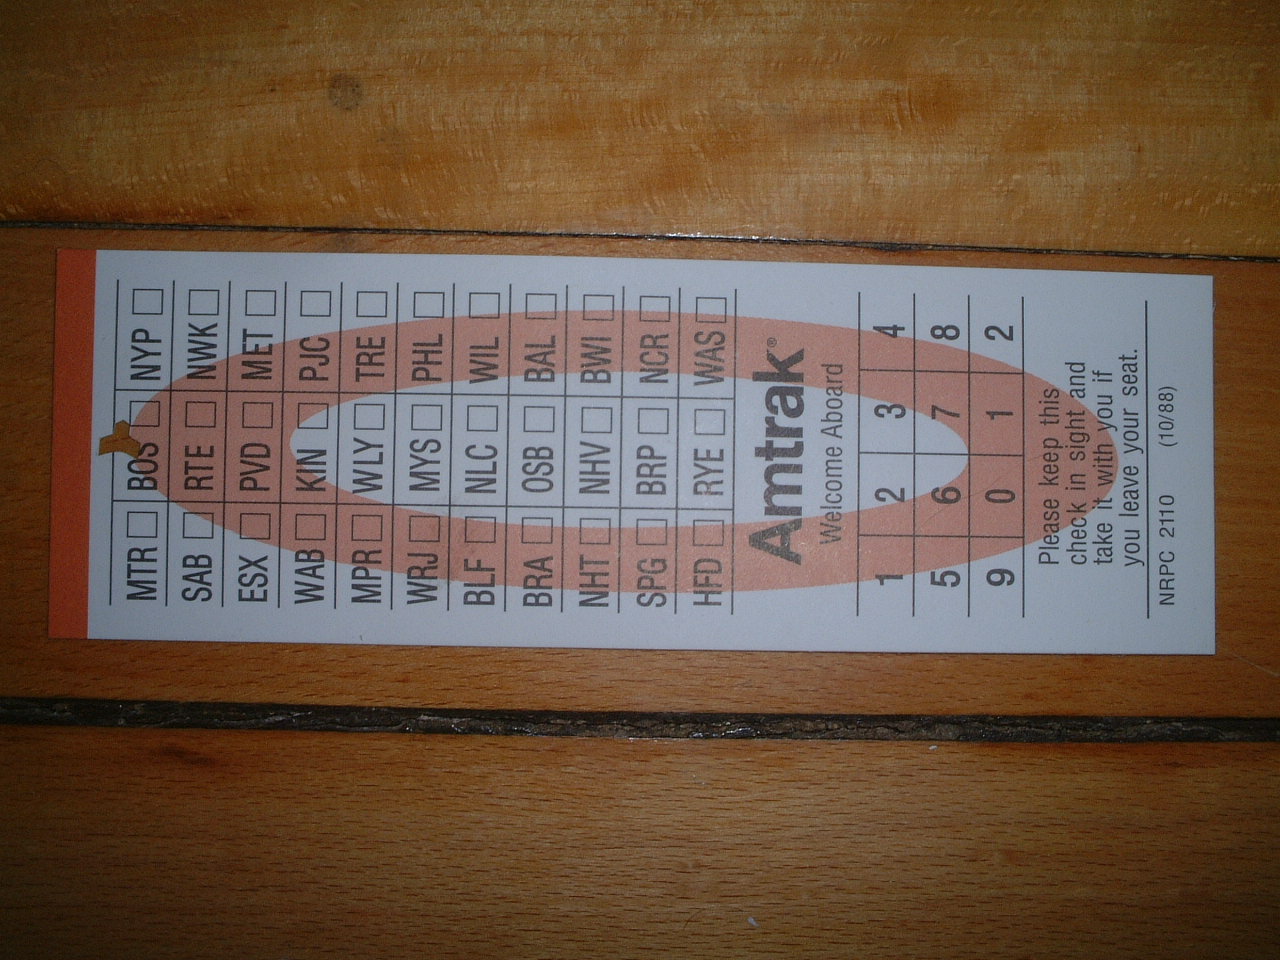 MTR BOS NYP
SAB RTE NWK
ESX PVD MET
WAB KIN PJC
MPR WLY TRE
WRJ MYS PHL
BLF NLC WIL
BRA OSB BAL
NHT NHV BWI
SPG BRP NCR
HFD RYE WAS
Amtrak®
Welcome Aboard
1 2 3 4
5 6 7 8
9 0 1 2
Please keep this
check in sight and
take it with you if
you leave your seat.
NRPC 2110 (10/88)